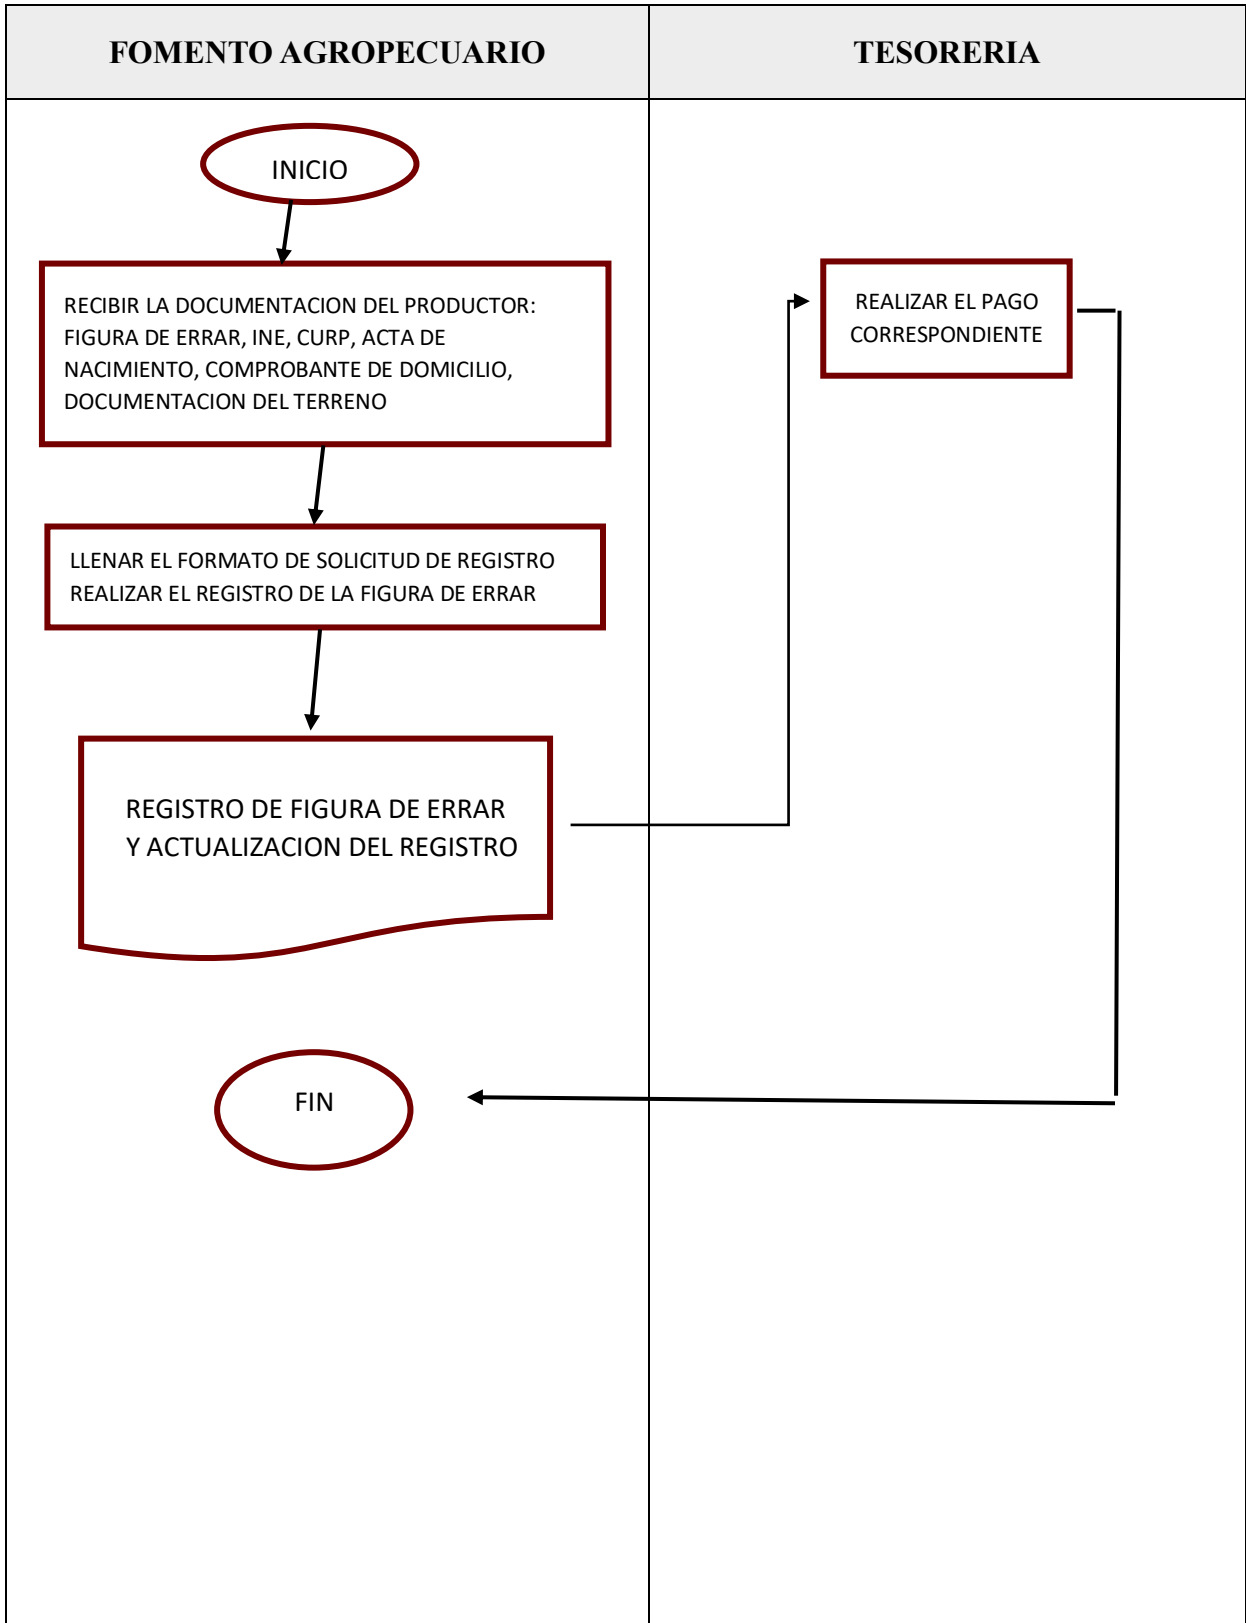 FOMENTO AGROPECUARIO
TESORERIA
INICIO
RECIBIR LA DOCUMENTACION DEL PRODUCTOR:
FIGURA DE ERRAR, INE, CURP, ACTA DE
NACIMIENTO, COMPROBANTE DE DOMICILIO,
DOCUMENTACION DEL TERRENO
LLENAR EL FORMATO DE SOLICITUD DE REGISTRO
REALIZAR EL REGISTRO DE LA FIGURA DE ERRAR
REGISTRO DE FIGURA DE ERRAR
Y ACTUALIZACION DEL REGISTRO
REALIZAR EL PAGO
CORRESPONDIENTE
FIN